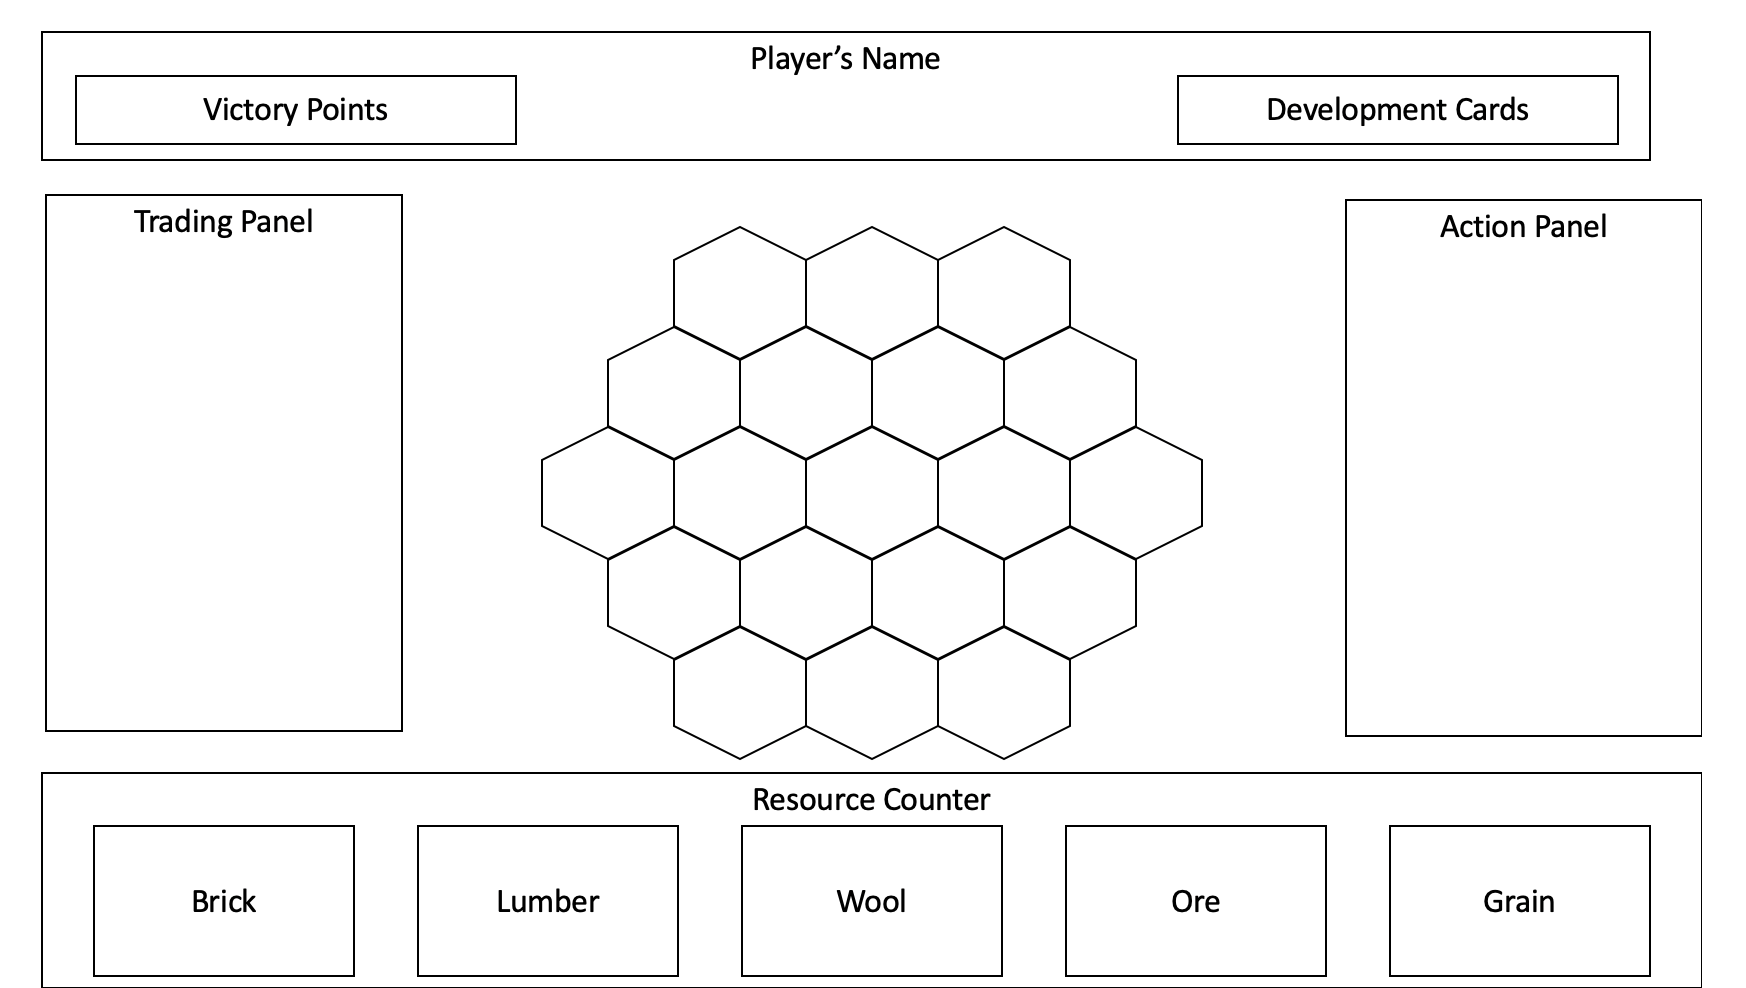 Player’s Name
Victory Points
Development Cards
Trading Panel
Action Panel
Resource Counter
Brick
Lumber
Wool
Ore
Grain